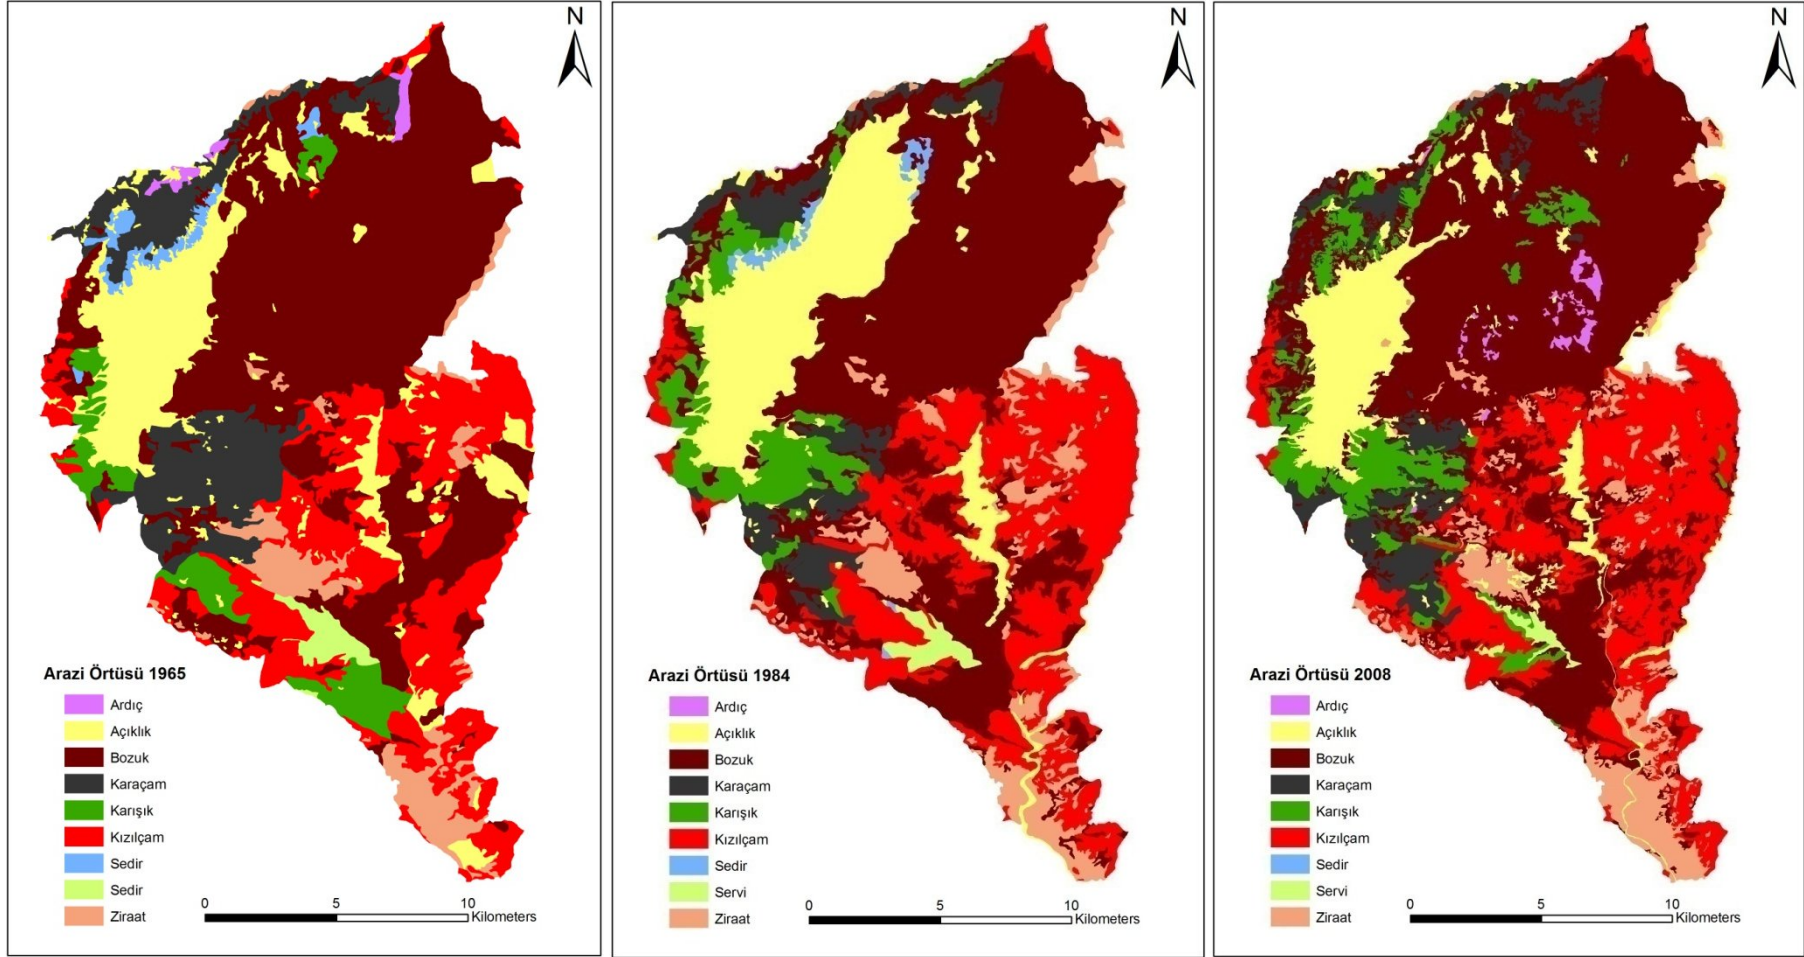 N
Arazi Örtüsü 1965
Ardıç
Açıklık
Bozuk
Karaçam
Karışık
Kızılçam
Sedir
Sedir
Ziraat
0 5 10
Kilometers
N
Arazi Örtüsü 1984
Ardıç
Açıklık
Bozuk
Karaçam
Karışık
Kızılçam
Sedir
Servi
Ziraat
0 5 10
Kilometers
N
Arazi Örtüsü 2008
Ardıç
Açıklık
Bozuk
Karaçam
Karışık
Kızılçam
Sedir
Servi
Ziraat
0 5 10
Kilometers